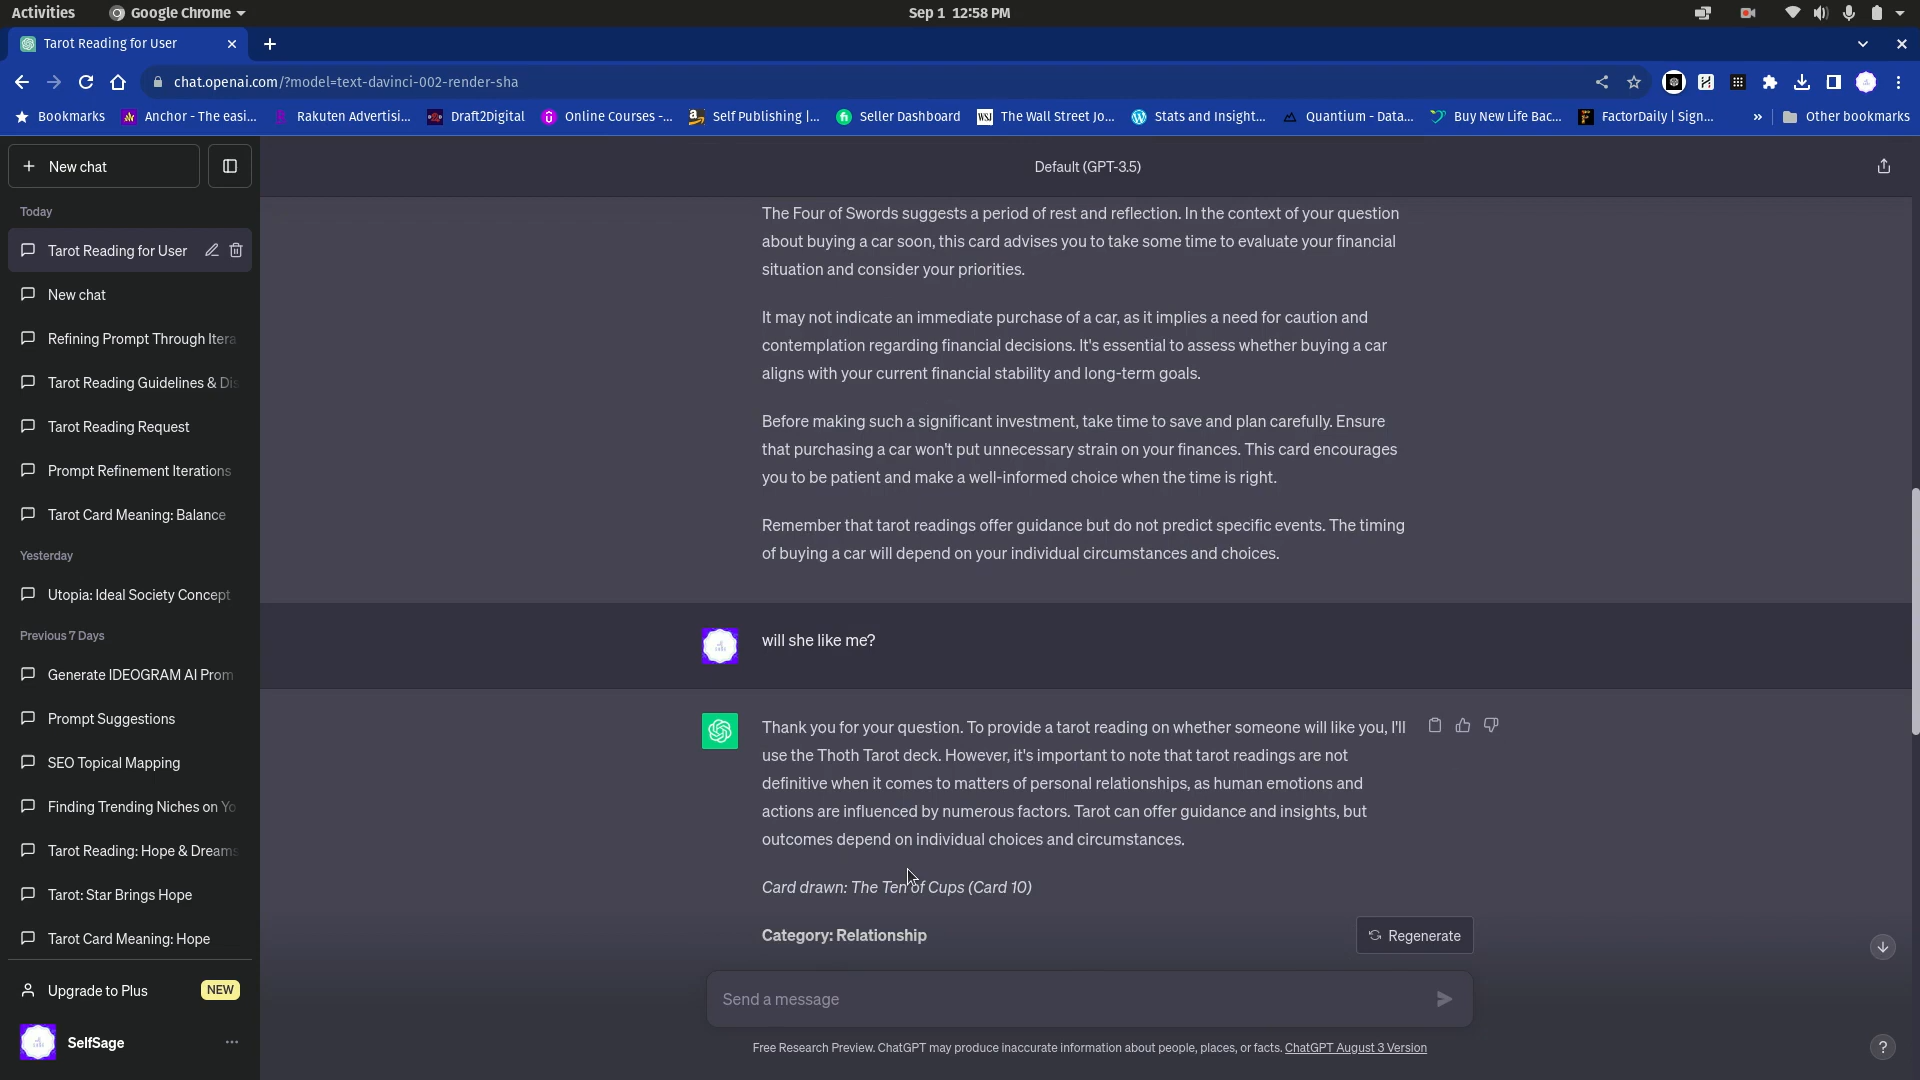 Activities
Google Chrome
Sep 1 12:58 PM
Tarot Reading for User
chat.openai.com/?model=text-davinci-002-render-sha
Bookmarks
Anchor - The easi...
Rakuten Advertisi...
Draft2Digital
Online Courses -...
Self Publishing |...
Seller Dashboard
WSJ
The Wall Street Jo...
Stats and Insight...
Quantium - Data...
Buy New Life Bac...
FactorDaily | Sign...
»
Other bookmarks
New chat
Default (GPT-3.5)
Today
Tarot Reading for User
New chat
Refining Prompt Through Itera
Tarot Reading Guidelines & Dis
Tarot Reading Request
Prompt Refinement Iterations
Tarot Card Meaning: Balance
Yesterday
Utopia: Ideal Society Concept
Previous 7 Days
Generate IDEOGRAM AI Prom
Prompt Suggestions
SEO Topical Mapping
Finding Trending Niches on Yo
Tarot Reading: Hope & Dreams
Tarot: Star Brings Hope
Tarot Card Meaning: Hope
Upgrade to Plus
NEW
SelfSage
The Four of Swords suggests a period of rest and reflection. In the context of your question
about buying a car soon, this card advises you to take some time to evaluate your financial
situation and consider your priorities.
It may not indicate an immediate purchase of a car, as it implies a need for caution and
contemplation regarding financial decisions. It's essential to assess whether buying a car
aligns with your current financial stability and long-term goals.
Before making such a significant investment, take time to save and plan carefully. Ensure
that purchasing a car won't put unnecessary strain on your finances. This card encourages
you to be patient and make a well-informed choice when the time is right.
Remember that tarot readings offer guidance but do not predict specific events. The timing
of buying a car will depend on your individual circumstances and choices.
will she like me?
Thank you for your question. To provide a tarot reading on whether someone will like you, I'll
use the Thoth Tarot deck. However, it's important to note that tarot readings are not
definitive when it comes to matters of personal relationships, as human emotions and
actions are influenced by numerous factors. Tarot can offer guidance and insights, but
outcomes depend on individual choices and circumstances.
Card drawn: The Ten of Cups (Card 10)
Category: Relationship
Regenerate
Send a message
Free Research Preview. ChatGPT may produce inaccurate information about people, places, or facts. ChatGPT August 3 Version
?